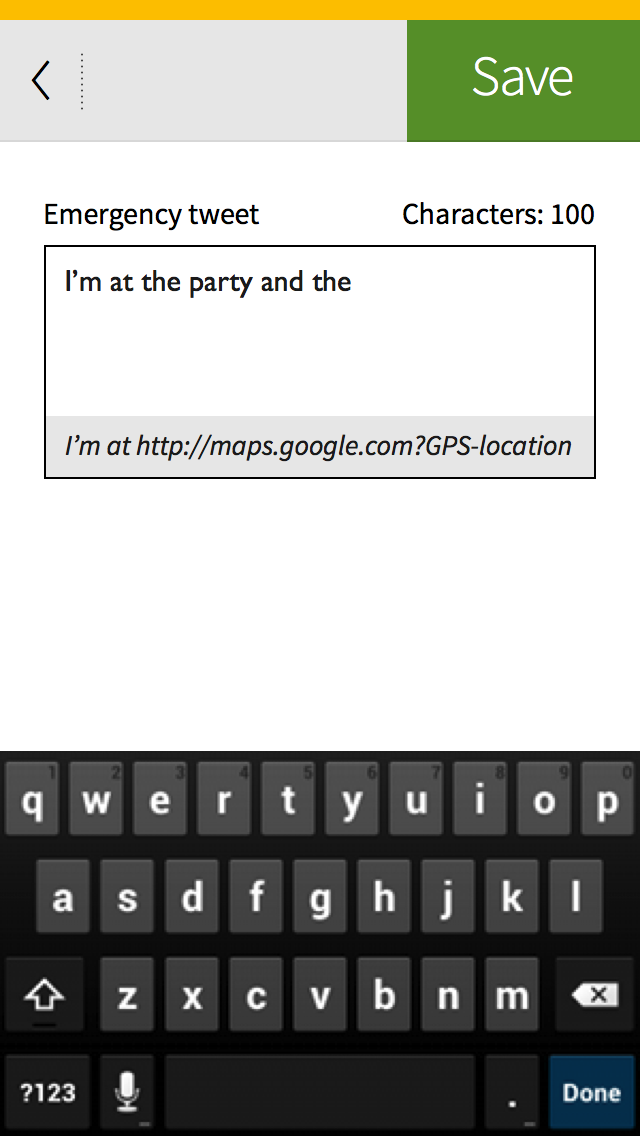 Save
Emergency tweet Characters: 100
I’m at the party and the
I’m at http://maps.google.com?GPS-location
1 2 3 4 5 6 7 8 9 0
q w e r t y u i o p
a s d f g h j k l
z x c v b n m
?123 . Done